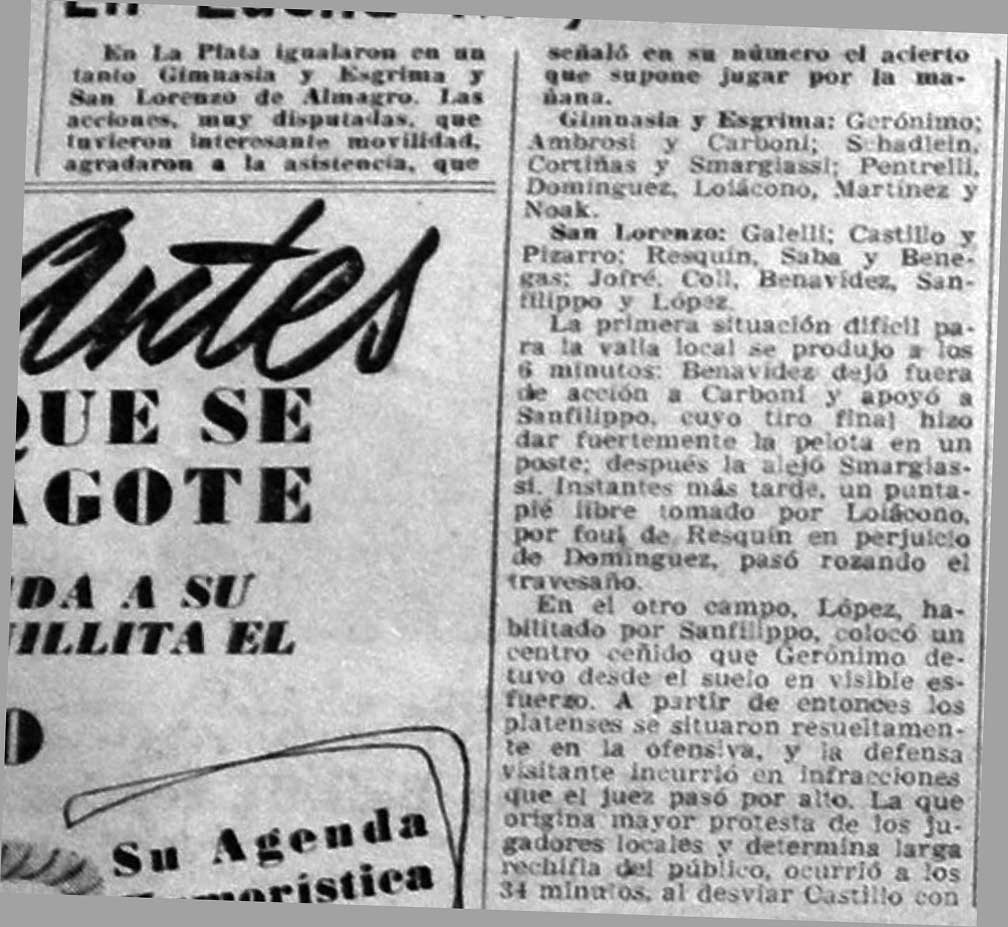 En La Plata igualaron en un
tanto Gimnasia y Esgrima y
San Lorenzo de Almagro. Las
acciones, muy disputadas, que
tuvieron interesante movilidad,
agradaron a la asistencia, que
señaló en su número el acierto
que supone jugar por la ma-
ñana.
Gimnasia y Esgrima: Gerónimo;
Ambrosi y Carboni; Schadlein,
Cortiñas y Smargiassi; Pentrelli,
Domínguez, Loiácono, Martínez y
Noak.
San Lorenzo: Galelli; Castillo y
Pizarro; Resquín, Saba y Bene-
gas; Jofré, Coll, Benavídez, San-
filippo y López.
La primera situación difícil pa-
ra la valla local se produjo a los
6 minutos: Benavídez dejó fuera
de acción a Carboni y apoyó a
Sanfilippo, cuyo tiro final hizo
dar fuertemente la pelota en un
poste; después la alejó Smargias-
si. Instantes más tarde, un punta-
pié libre tomado por Loiácono,
por foul de Resquín en perjuicio
de Domínguez, pasó rozando el
travesaño.
En el otro campo, López, ha-
bilitado por Sanfilippo, colocó un
centro ceñido que Gerónimo de-
tuvo desde el suelo en visible es-
fuerzo. A partir de entonces los
platenses se situaron resueltamen-
te en la ofensiva, y la defensa
visitante incurrió en infracciones
que el juez pasó por alto. La que
origina mayor protesta de los ju-
gadores locales y determina larga
rechifla del público, ocurrió a los
34 minutos, al desviar Castillo con
antes
QUE SE
AGOTE
DA A SU
ILLITA EL
Su Agenda